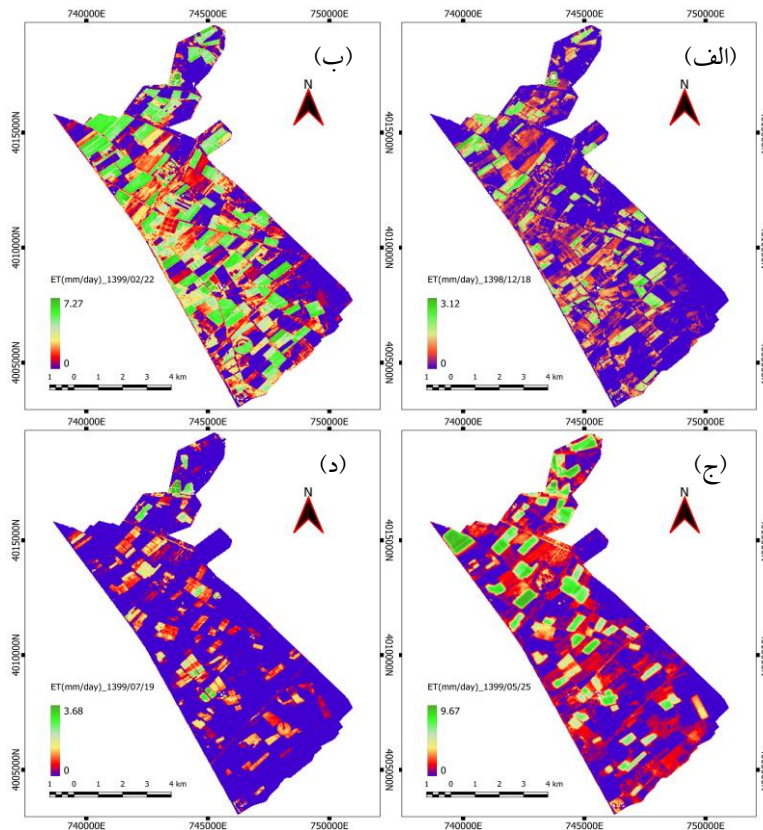 740000E 745000E 750000E
(ب)
N
4015000N
4010000N
4005000N
ET(mm/day)_1399/02/22
7.27
0
1 0 1 2 3 4 km
740000E 745000E 750000E
(الف)
N
4015000N
4010000N
4005000N
ET(mm/day)_1398/12/18
3.12
0
1 0 1 2 3 4 km
740000E 745000E 750000E
(د)
N
4015000N
4010000N
4005000N
ET(mm/day)_1399/07/19
3.68
0
1 0 1 2 3 4 km
740000E 745000E 750000E
(ج)
N
4015000N
4010000N
4005000N
ET(mm/day)_1399/05/25
9.67
0
1 0 1 2 3 4 km
740000E 745000E 750000E
740000E 745000E 750000E